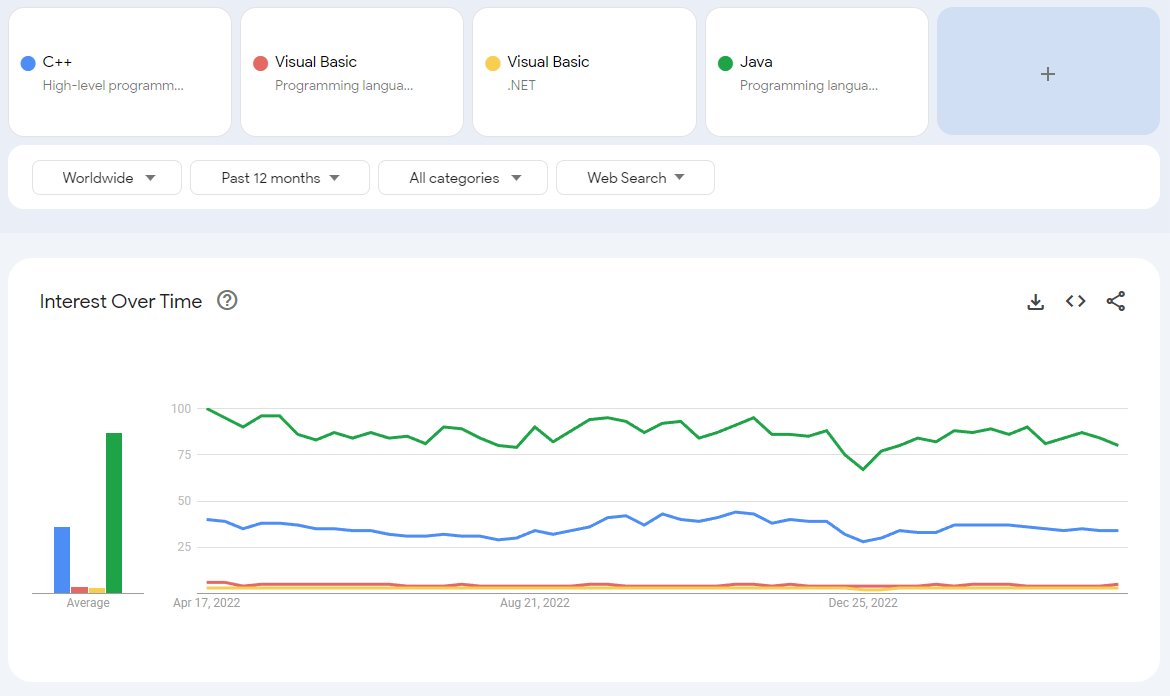 C++
High-level programm...
Visual Basic
Programming langua...
Visual Basic
.NET
Java
Programming langua...
+
Worldwide
Past 12 months
All categories
Web Search
Interest Over Time ?
100
75
50
25
Average
Apr 17, 2022
Aug 21, 2022
Dec 25, 2022